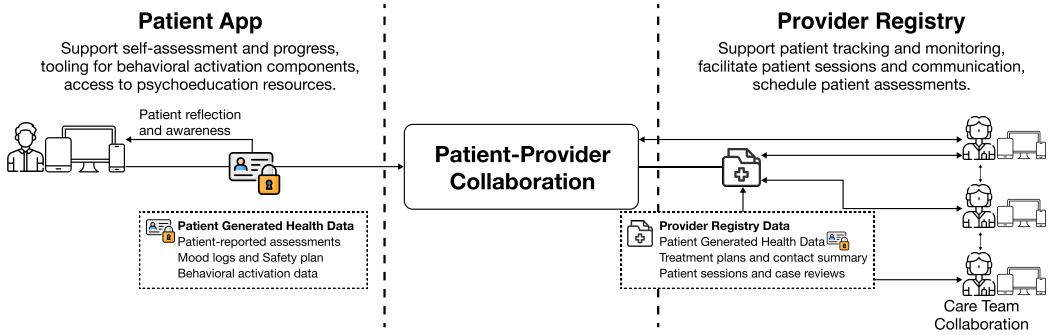 Patient App
Support self-assessment and progress,
tooling for behavioral activation components,
access to psychoeducation resources.
Patient reflection
and awareness
Patient Generated Health Data
Patient-reported assessments
Mood logs and Safety plan
Behavioral activation data
Patient-Provider
Collaboration
Provider Registry
Support patient tracking and monitoring,
facilitate patient sessions and communication,
schedule patient assessments.
Provider Registry Data
Patient Generated Health Data
Treatment plans and contact summary
Patient sessions and case reviews
Care Team
Collaboration